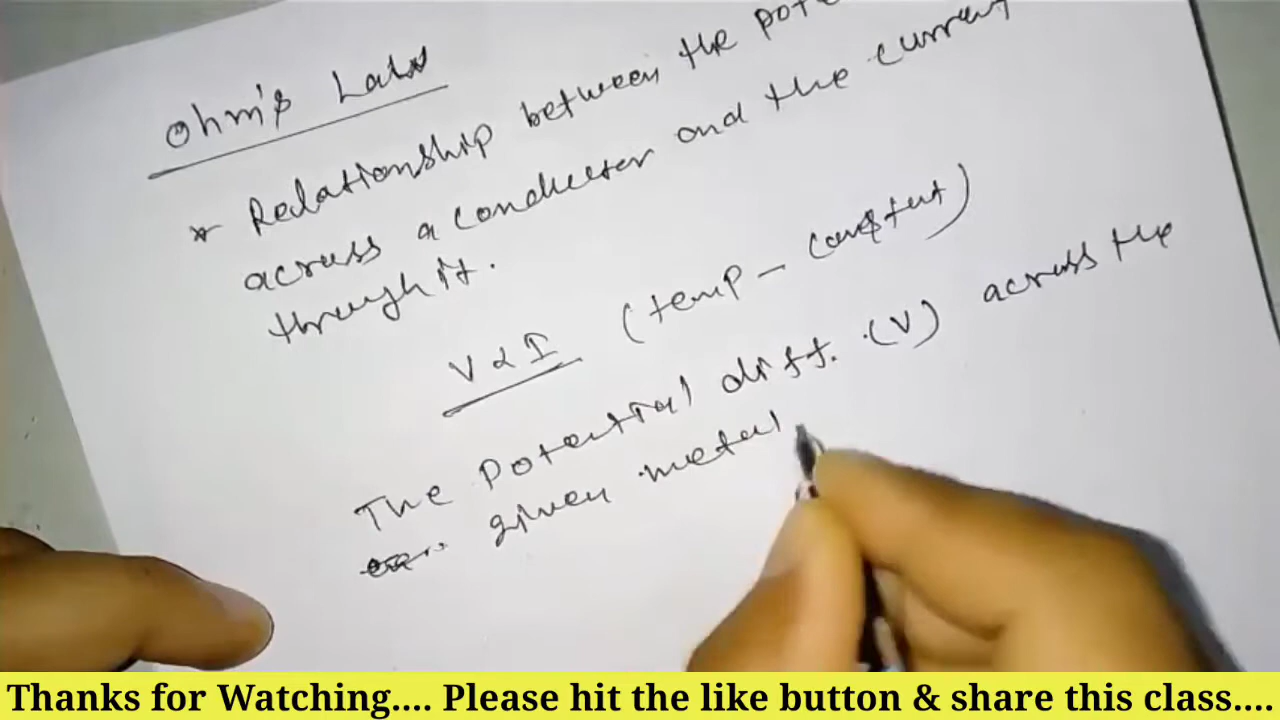 Ohm's Law
* Relationship between the pote
across a conductor and the current
through it.
V α I (temp - constant)
The potential diff. (V) across the
given metal
Thanks for Watching.... Please hit the like button & share this class....